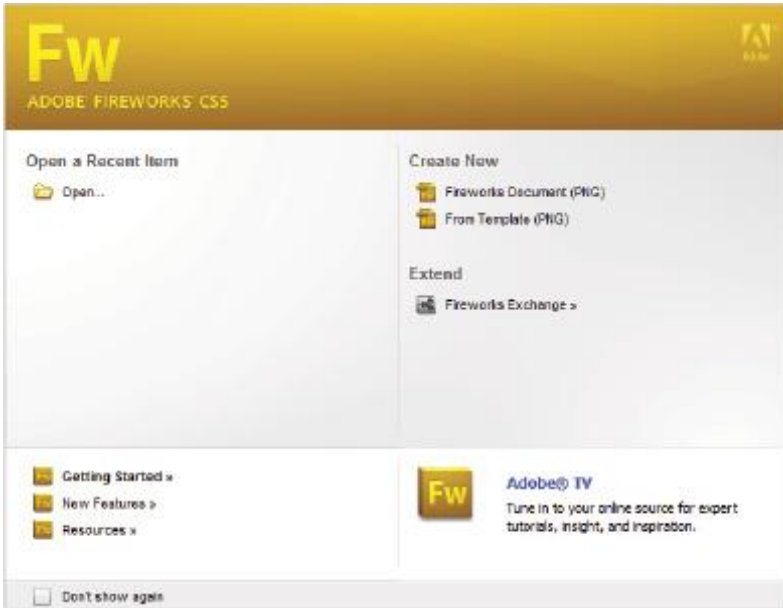 Fw
ADOBE FIREWORKS CS5
Adobe
Open a Recent Item
Open...
Create New
Fireworks Document (PNG)
From Template (PNG)
Extend
Fireworks Exchange »
Getting Started »
New Features »
Resources »
Fw
Adobe® TV
Tune in to your online source for expert
tutorials, insight, and inspiration.
Don't show again